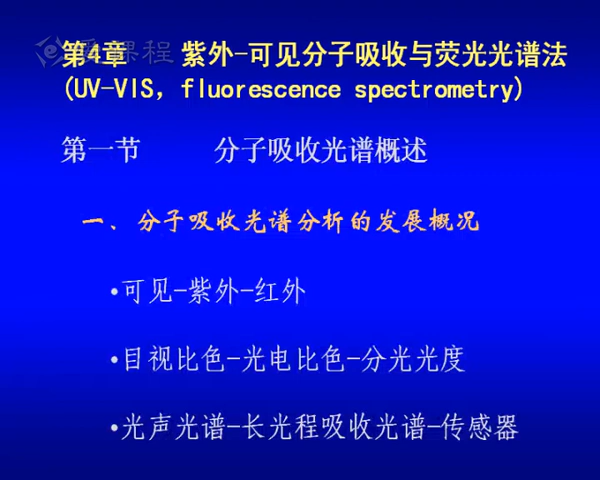 爱课程
第4章 紫外-可见分子吸收与荧光光谱法
(UV-VIS，fluorescence spectrometry)
第一节 分子吸收光谱概述
一、分子吸收光谱分析的发展概况
•可见-紫外-红外
•目视比色-光电比色-分光光度
•光声光谱-长光程吸收光谱-传感器